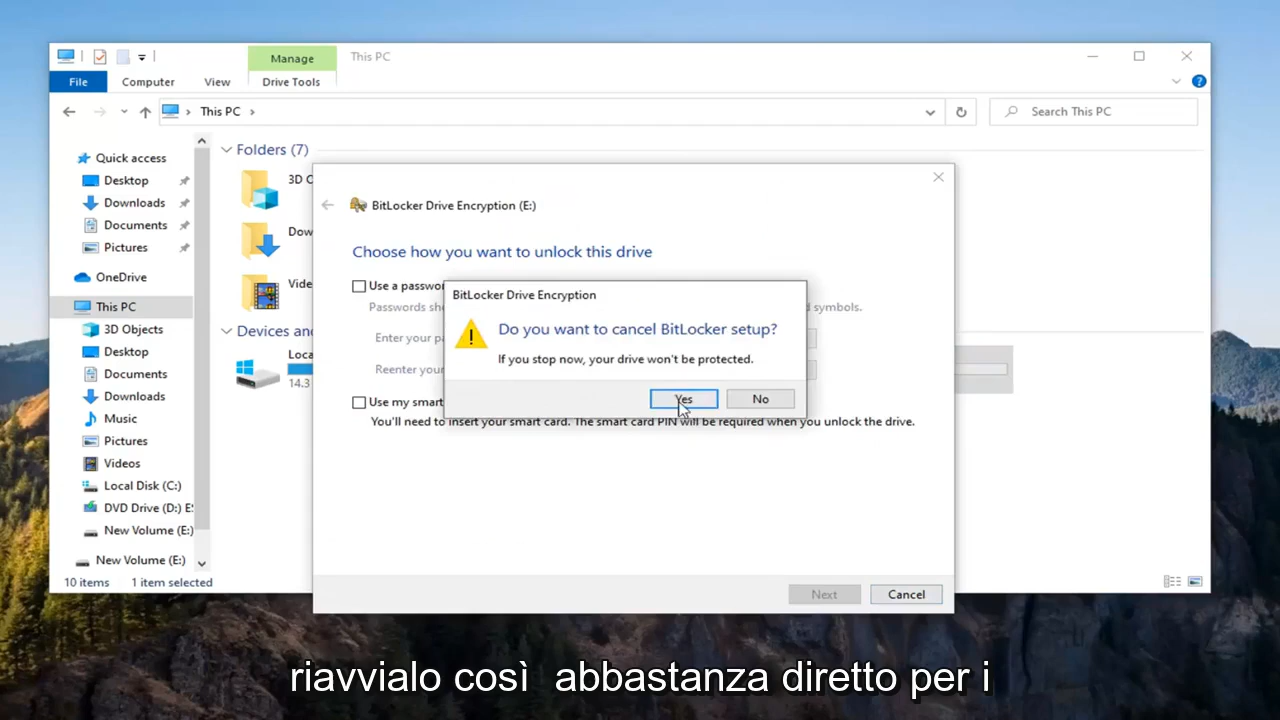 Manage
This PC
File
Computer
View
Drive Tools
This PC
Search This PC
Quick access
Desktop
Downloads
Documents
Pictures
OneDrive
This PC
3D Objects
Desktop
Documents
Downloads
Music
Pictures
Videos
Local Disk (C:)
DVD Drive (D:) E
New Volume (E:)
New Volume (E:)
Folders (7)
3D
Dow
Vide
Devices an
Loca
14.3
BitLocker Drive Encryption (E:)
Choose how you want to unlock this drive
Use a passwo
Passwords sh
d symbols.
Enter your pa
Reenter your
Use my smart
You'll need to insert your smart card. The smart card PIN will be required when you unlock the drive.
BitLocker Drive Encryption
Do you want to cancel BitLocker setup?
If you stop now, your drive won't be protected.
Yes
No
Next
Cancel
10 items
1 item selected
riavvialo così abbastanza diretto per i